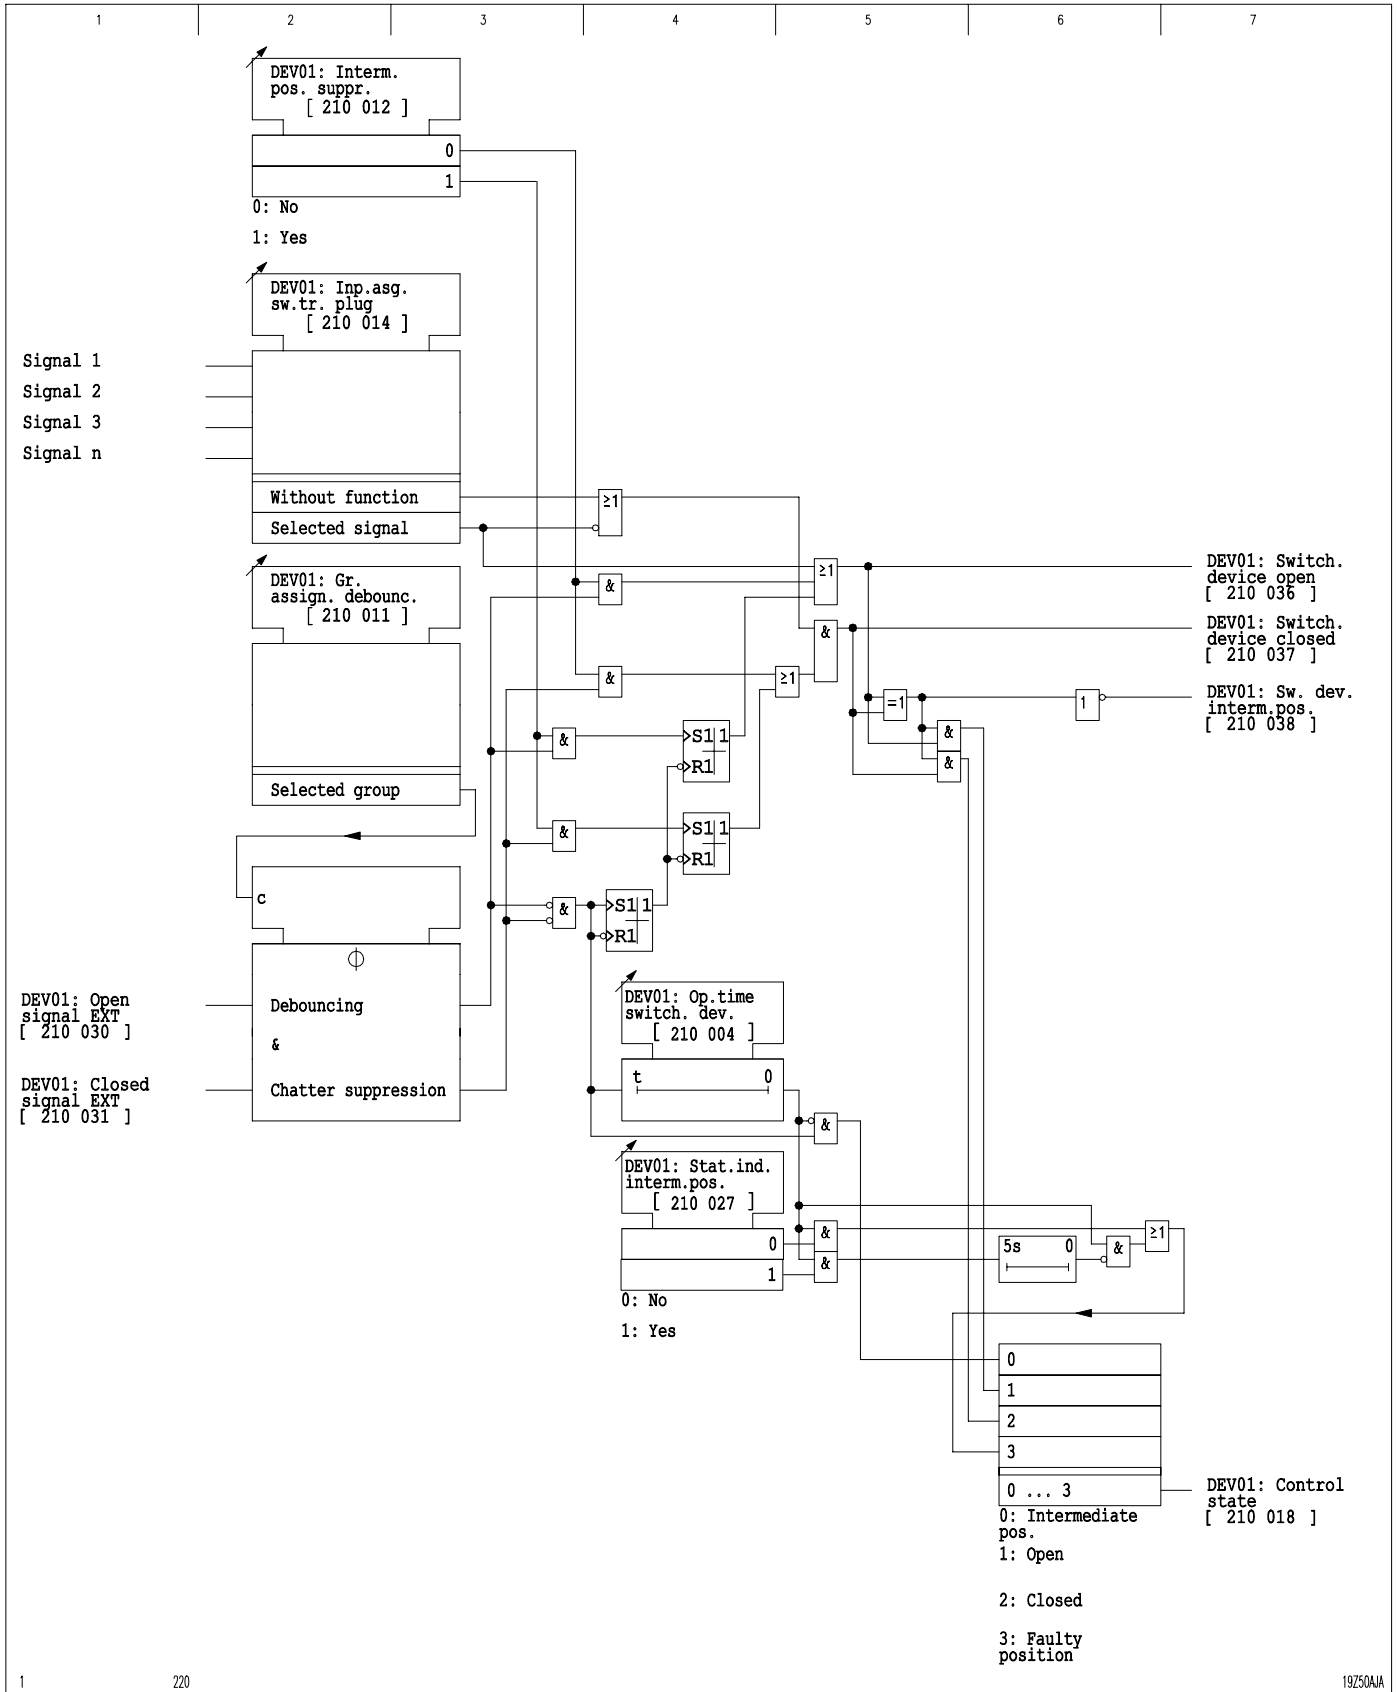 1 2 3 4 5 6 7
DEV01: Interm.
pos. suppr.
[ 210 012 ]
0
1
0: No
1: Yes
DEV01: Inp.asg.
sw.tr. plug
[ 210 014 ]
Signal 1
Signal 2
Signal 3
Signal n
Without function
Selected signal
≥1
DEV01: Gr.
assign. debounc.
[ 210 011 ]
&
≥1
DEV01: Switch.
device open
[ 210 036 ]
&
DEV01: Switch.
device closed
[ 210 037 ]
&
≥1
=1
1
DEV01: Sw. dev.
interm.pos.
[ 210 038 ]
&
S1 1
R1
&
&
Selected group
&
S1 1
R1
c
&
S1 1
R1
DEV01: Open
signal EXT
[ 210 030 ]
Debouncing
&
Chatter suppression
DEV01: Closed
signal EXT
[ 210 031 ]
DEV01: Op.time
switch. dev.
[ 210 004 ]
t 0
&
DEV01: Stat.ind.
interm.pos.
[ 210 027 ]
0
1
&
&
0: No
1: Yes
5s 0
&
≥1
0
1
2
3
0 ... 3
DEV01: Control
state
[ 210 018 ]
0: Intermediate
pos.
1: Open
2: Closed
3: Faulty
position
1 220 19Z50AJA